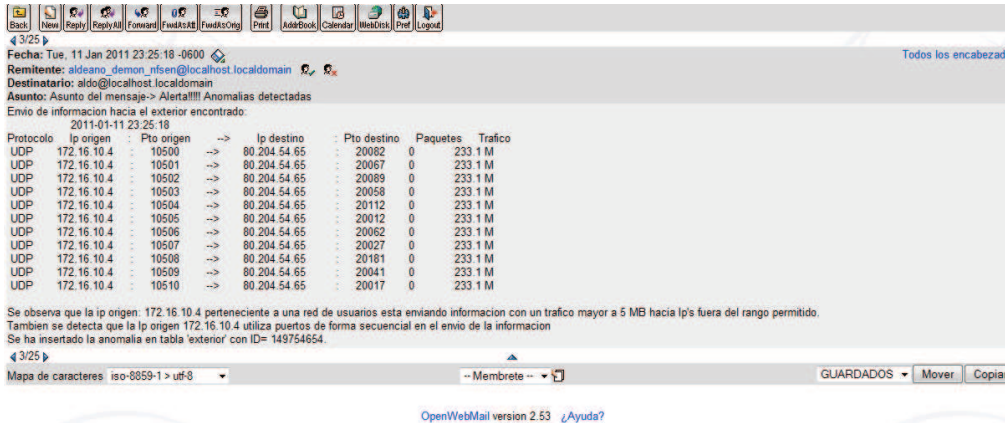 Back New Reply ReplyAll Forward FwdAsAtt FwdAsOrig Print AddrBook Calendar WebDisk Pref Logout
3/25
Fecha: Tue, 11 Jan 2011 23:25:18 -0600 Todos los encabezad
Remitente: aldeano_demon_nfsen@localhost.localdomain
Destinatario: aldo@localhost.localdomain
Asunto: Asunto del mensaje-> Alerta!!!!! Anomalias detectadas
Envio de informacion hacia el exterior encontrado:
2011-01-11 23:25:18
Protocolo Ip origen : Pto origen --> Ip destino : Pto destino Paquetes Trafico
UDP 172.16.10.4 : 10500 --> 80.204.54.65 : 20082 0 233.1 M
UDP 172.16.10.4 : 10501 --> 80.204.54.65 : 20067 0 233.1 M
UDP 172.16.10.4 : 10502 --> 80.204.54.65 : 20089 0 233.1 M
UDP 172.16.10.4 : 10503 --> 80.204.54.65 : 20058 0 233.1 M
UDP 172.16.10.4 : 10504 --> 80.204.54.65 : 20112 0 233.1 M
UDP 172.16.10.4 : 10505 --> 80.204.54.65 : 20012 0 233.1 M
UDP 172.16.10.4 : 10506 --> 80.204.54.65 : 20062 0 233.1 M
UDP 172.16.10.4 : 10507 --> 80.204.54.65 : 20027 0 233.1 M
UDP 172.16.10.4 : 10508 --> 80.204.54.65 : 20181 0 233.1 M
UDP 172.16.10.4 : 10509 --> 80.204.54.65 : 20041 0 233.1 M
UDP 172.16.10.4 : 10510 --> 80.204.54.65 : 20017 0 233.1 M
Se observa que la ip origen: 172.16.10.4 perteneciente a una red de usuarios esta enviando informacion con un trafico mayor a 5 MB hacia Ip's fuera del rango permitido.
Tambien se detecta que la Ip origen 172.16.10.4 utiliza puertos de forma secuencial en el envio de la informacion
Se ha insertado la anomalia en tabla 'exterior' con ID= 149754654.
3/25
Mapa de caracteres iso-8859-1 > utf-8 -- Membrete -- GUARDADOS Mover Copia
OpenWebMail version 2.53 ¿Ayuda?